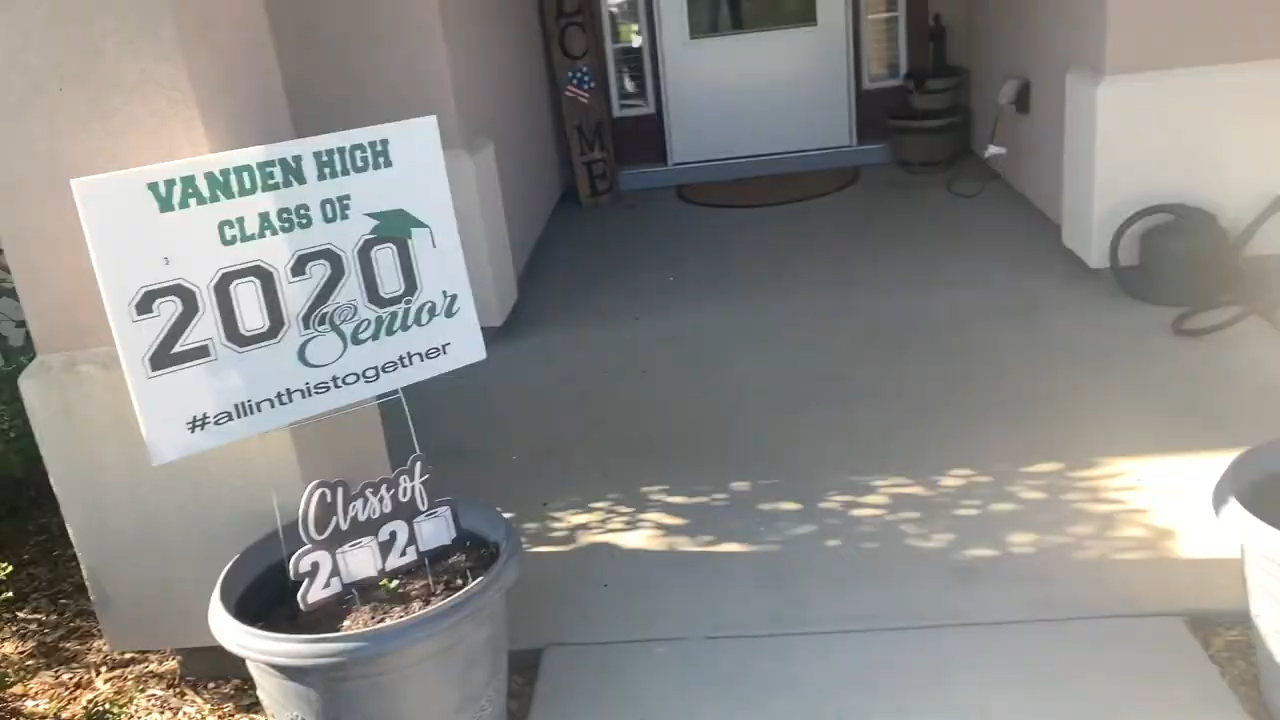 VANDEN HIGH
CLASS OF
2020
Senior
#allinthistogether
Class of
2020
L
C
O
M
E